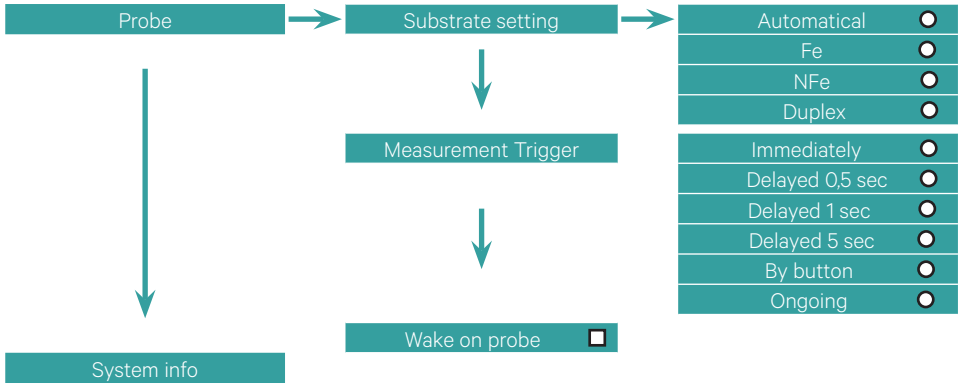 Probe
Substrate setting
Automatical
Fe
NFe
Duplex
Measurement Trigger
Immediately
Delayed 0,5 sec
Delayed 1 sec
Delayed 5 sec
By button
Ongoing
Wake on probe
System info